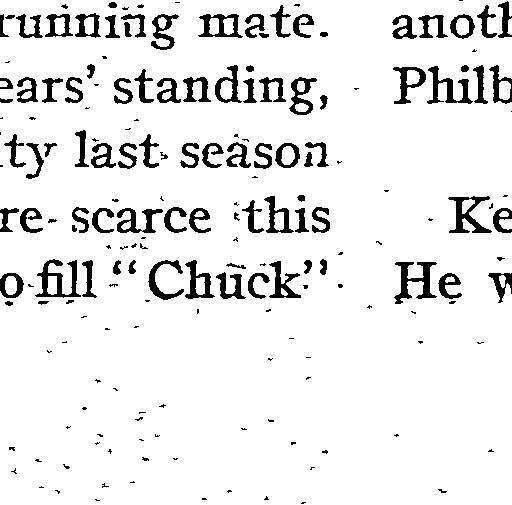 running mate.
ears' standing,
ity last season
re scarce this
o fill "Chuck"
anoth
Philb
Ke
He w